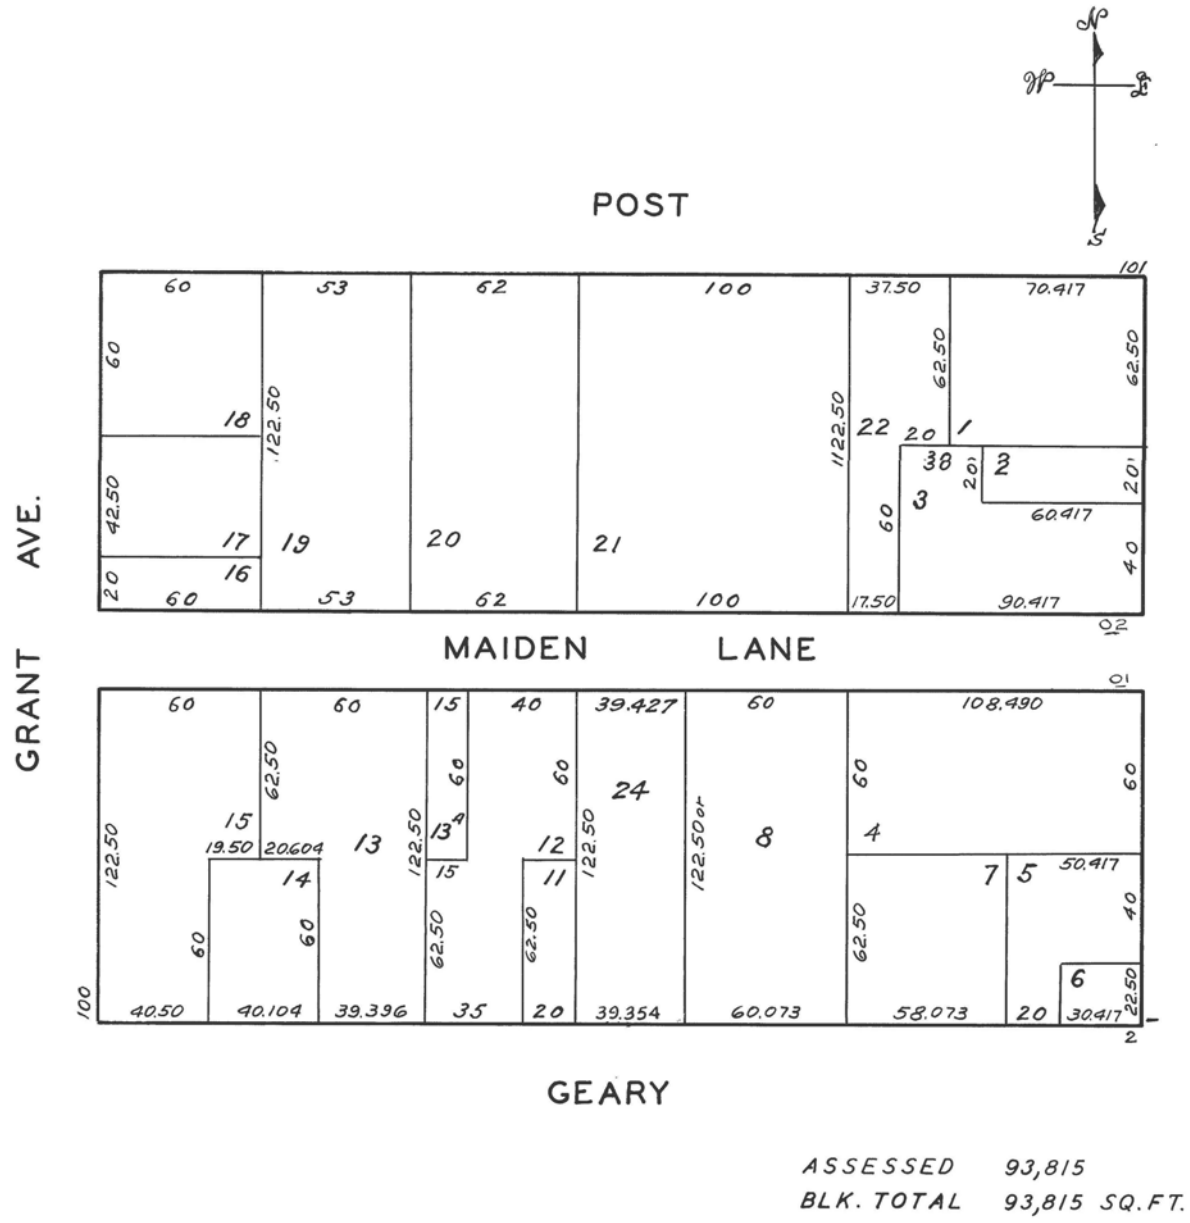 N
W E
S
POST
101
60 53 62 100 37.50 70.417
60
122.50
1122.50
62.50
62.50
18
22 20 1
38 20' 2 20'
3
42.50
60
60.417
17 19 20 21
16
20
40
60 53 62 100 17.50 90.417
02
GRANT AVE.
MAIDEN LANE
01
60 60 15 40 39.427 60 108.490
62.50
60
60
60
60
24
122.50
15
13
122.50
13A
12
122.50
122.50 or
8
4
19.50 20.604
14
15
11
7 5 50.417
60
60
62.50
62.50
62.50
40
6
22.50
100
40.50 40.104 39.396 35 20 39.354 60.073 58.073 20 30.417
2
GEARY
ASSESSED 93,815
BLK. TOTAL 93,815 SQ.FT.